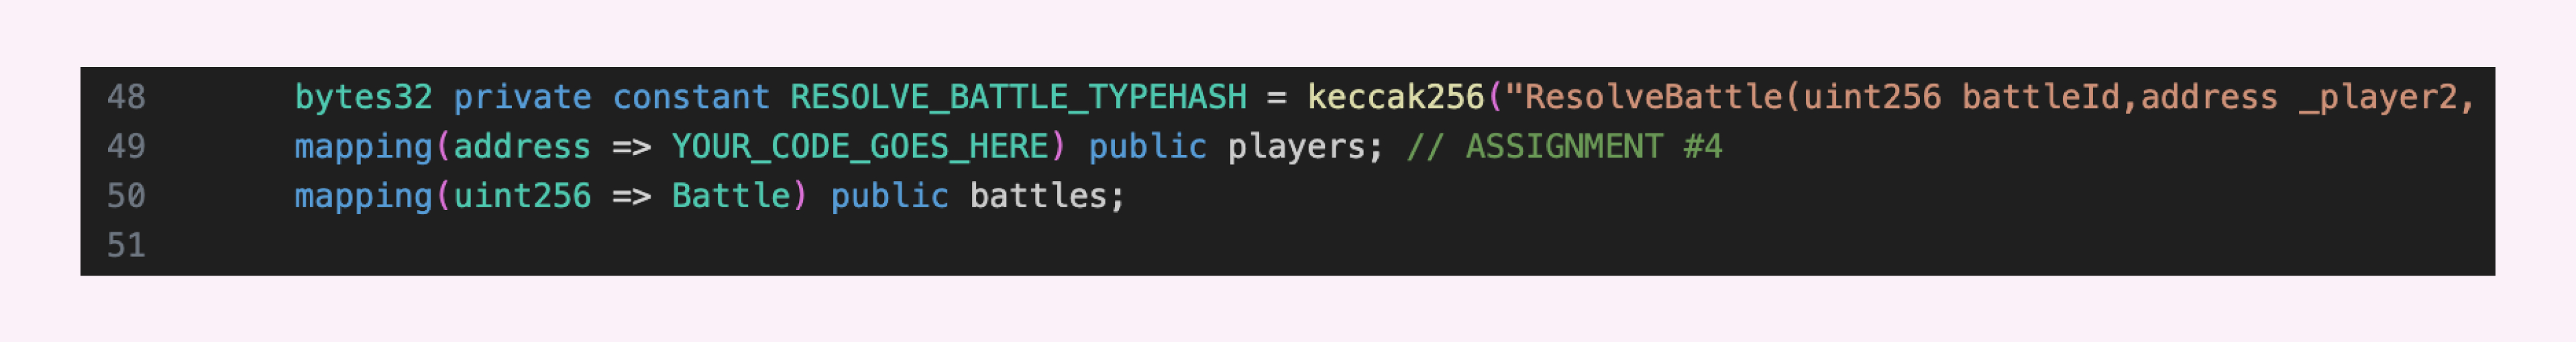 48 bytes32 private constant RESOLVE_BATTLE_TYPEHASH = keccak256("ResolveBattle(uint256 battleId,address _player2,
49 mapping(address => YOUR_CODE_GOES_HERE) public players; // ASSIGNMENT #4
50 mapping(uint256 => Battle) public battles;
51